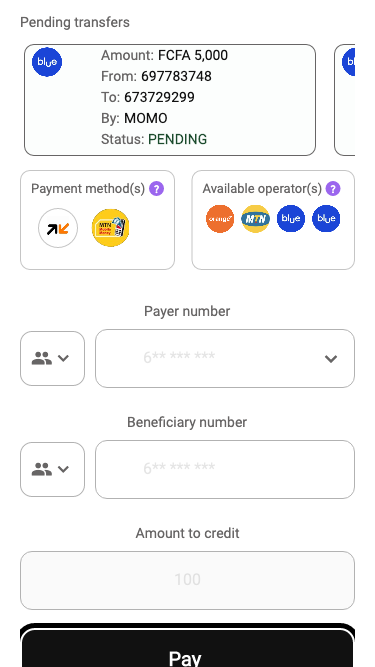 Pending transfers
blue
Amount: FCFA 5,000
From: 697783748
To: 673729299
By: MOMO
Status: PENDING
Payment method(s) ?
MTN
Mobile
Money
Available operator(s) ?
orange
MTN
blue
blue
Payer number
6** *** ***
Beneficiary number
6** *** ***
Amount to credit
100
Pay